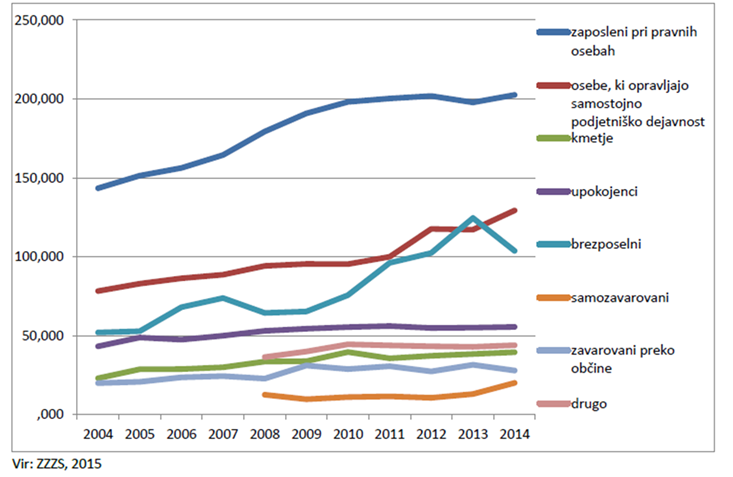 250,000
200,000
150,000
100,000
50,000
,000
2004 2005 2006 2007 2008 2009 2010 2011 2012 2013 2014
zaposleni pri pravnih
osebah
osebe, ki opravljajo
samostojno
podjetniško dejavnost
kmetje
upokojenci
brezposelni
samozavarovani
zavarovani preko
občine
drugo
Vir: ZZZS, 2015